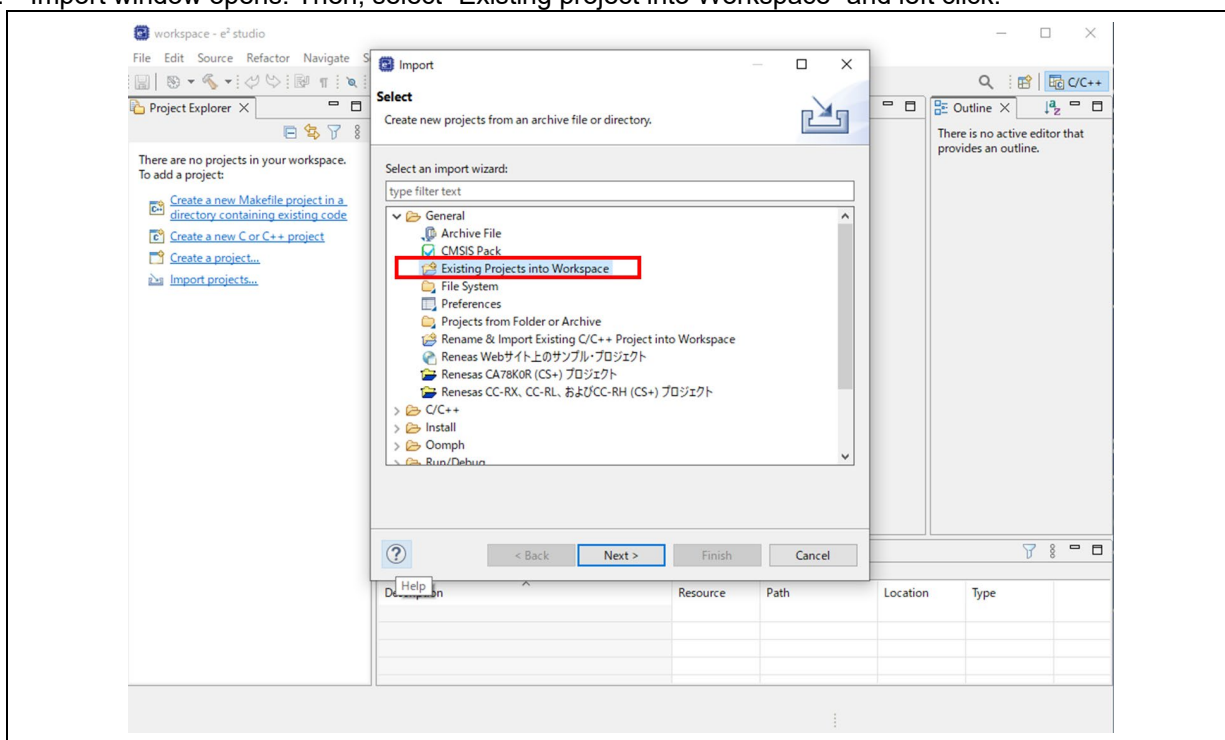 Import window opens. Then, select "Existing project into Workspace" and left click.
workspace - e² studio
File Edit Source Refactor Navigate S
C/C++
Project Explorer
There are no projects in your workspace.
To add a project:
Create a new Makefile project in a
directory containing existing code
Create a new C or C++ project
Create a project...
Import projects...
Import
Select
Create new projects from an archive file or directory.
Select an import wizard:
type filter text
General
Archive File
CMSIS Pack
Existing Projects into Workspace
File System
Preferences
Projects from Folder or Archive
Rename & Import Existing C/C++ Project into Workspace
Reneas Webサイト上のサンプル・プロジェクト
Renesas CA78K0R (CS+) プロジェクト
Renesas CC-RX、CC-RL、およびCC-RH (CS+) プロジェクト
C/C++
Install
Oomph
Run/Debug
< Back Next > Finish Cancel
Help
Outline
There is no active editor that
provides an outline.
Description Resource Path Location Type